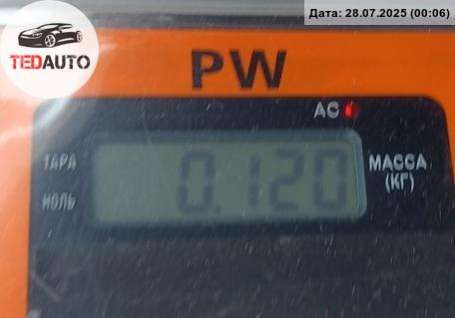 Дата: 28.07.2025 (00:06)
TEDAUTO
PW
AC
ТАРА
НОЛЬ
0.120
МАССА
(КГ)